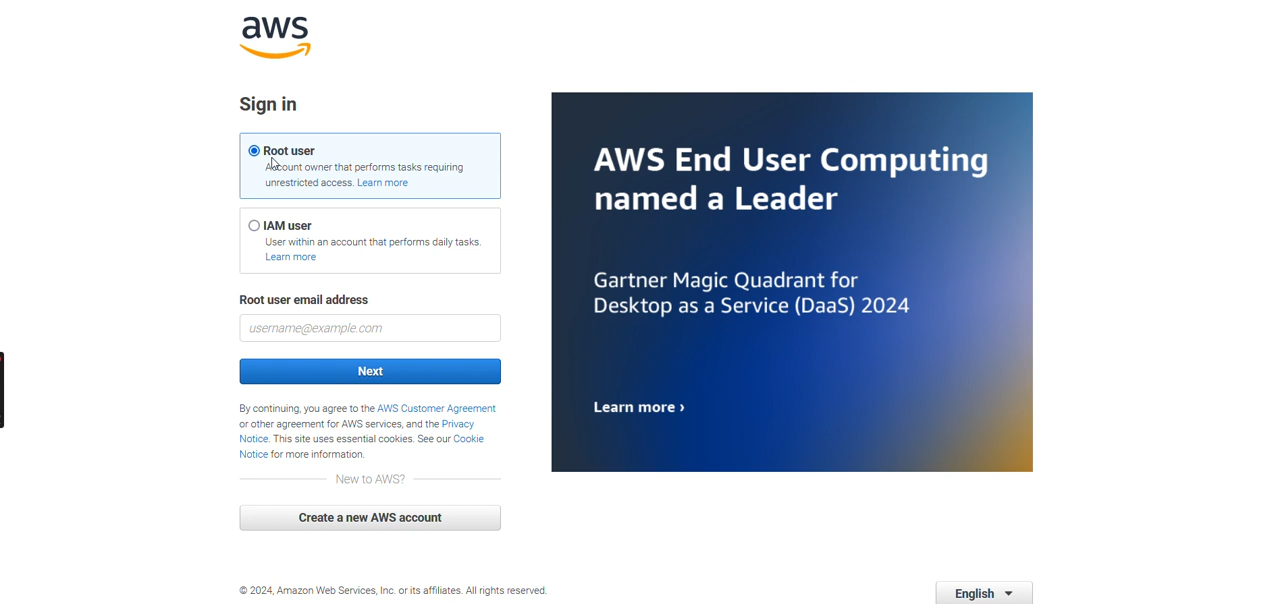 aws
Sign in
Root user
Account owner that performs tasks requiring
unrestricted access. Learn more
IAM user
User within an account that performs daily tasks.
Learn more
Root user email address
username@example.com
Next
By continuing, you agree to the AWS Customer Agreement
or other agreement for AWS services, and the Privacy
Notice. This site uses essential cookies. See our Cookie
Notice for more information.
New to AWS?
Create a new AWS account
AWS End User Computing
named a Leader
Gartner Magic Quadrant for
Desktop as a Service (DaaS) 2024
Learn more ›
© 2024, Amazon Web Services, Inc. or its affiliates. All rights reserved.
English